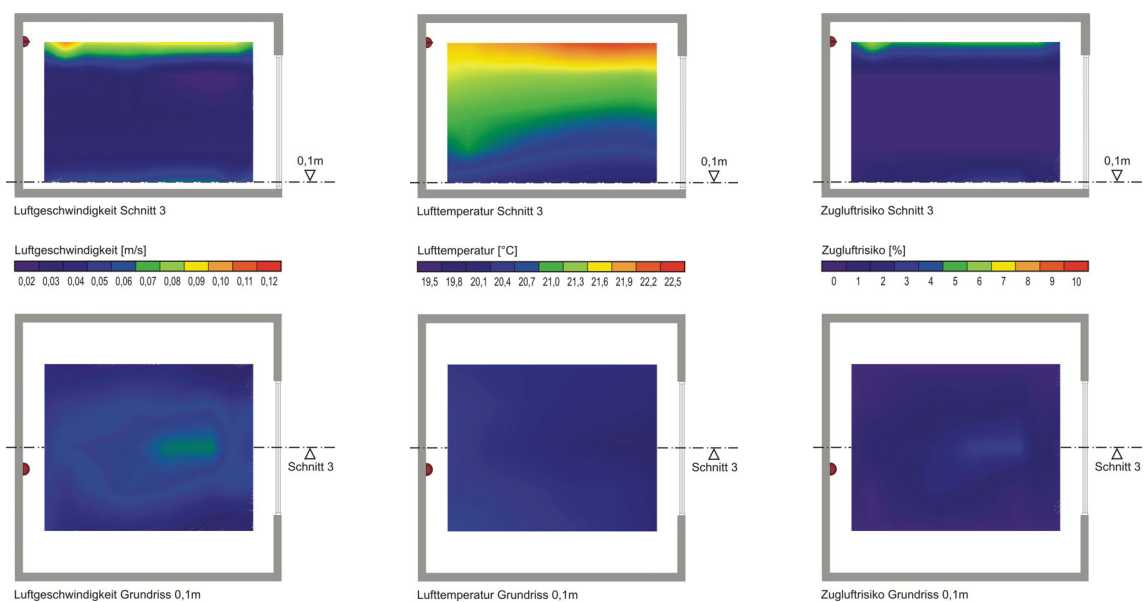 0,1m
0,1m
0,1m
Luftgeschwindigkeit Schnitt 3
Lufttemperatur Schnitt 3
Zugluftrisiko Schnitt 3
Luftgeschwindigkeit [m/s]
Lufttemperatur [°C]
Zugluftrisiko [%]
0,02 0,03 0,04 0,05 0,06 0,07 0,08 0,09 0,10 0,11 0,12
19,5 19,8 20,1 20,4 20,7 21,0 21,3 21,6 21,9 22,2 22,5
0 1 2 3 4 5 6 7 8 9 10
Schnitt 3
Schnitt 3
Schnitt 3
Luftgeschwindigkeit Grundriss 0,1m
Lufttemperatur Grundriss 0,1m
Zugluftrisiko Grundriss 0,1m